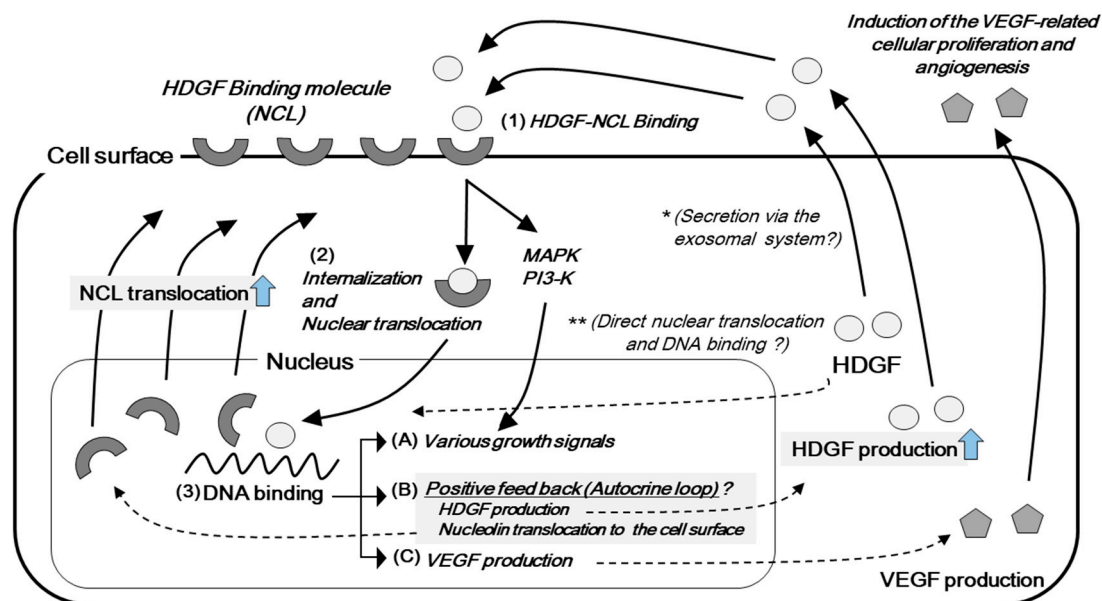 Induction of the VEGF-related
cellular proliferation and
angiogenesis
HDGF Binding molecule
(NCL)
(1) HDGF-NCL Binding
Cell surface
* (Secretion via the
exosomal system?)
(2)
Internalization
and
Nuclear translocation
MAPK
PI3-K
NCL translocation
** (Direct nuclear translocation
and DNA binding ?)
Nucleus
HDGF
(A) Various growth signals
HDGF production
(3) DNA binding
(B) Positive feed back (Autocrine loop) ?
HDGF production
Nucleolin translocation to the cell surface
(C) VEGF production
VEGF production